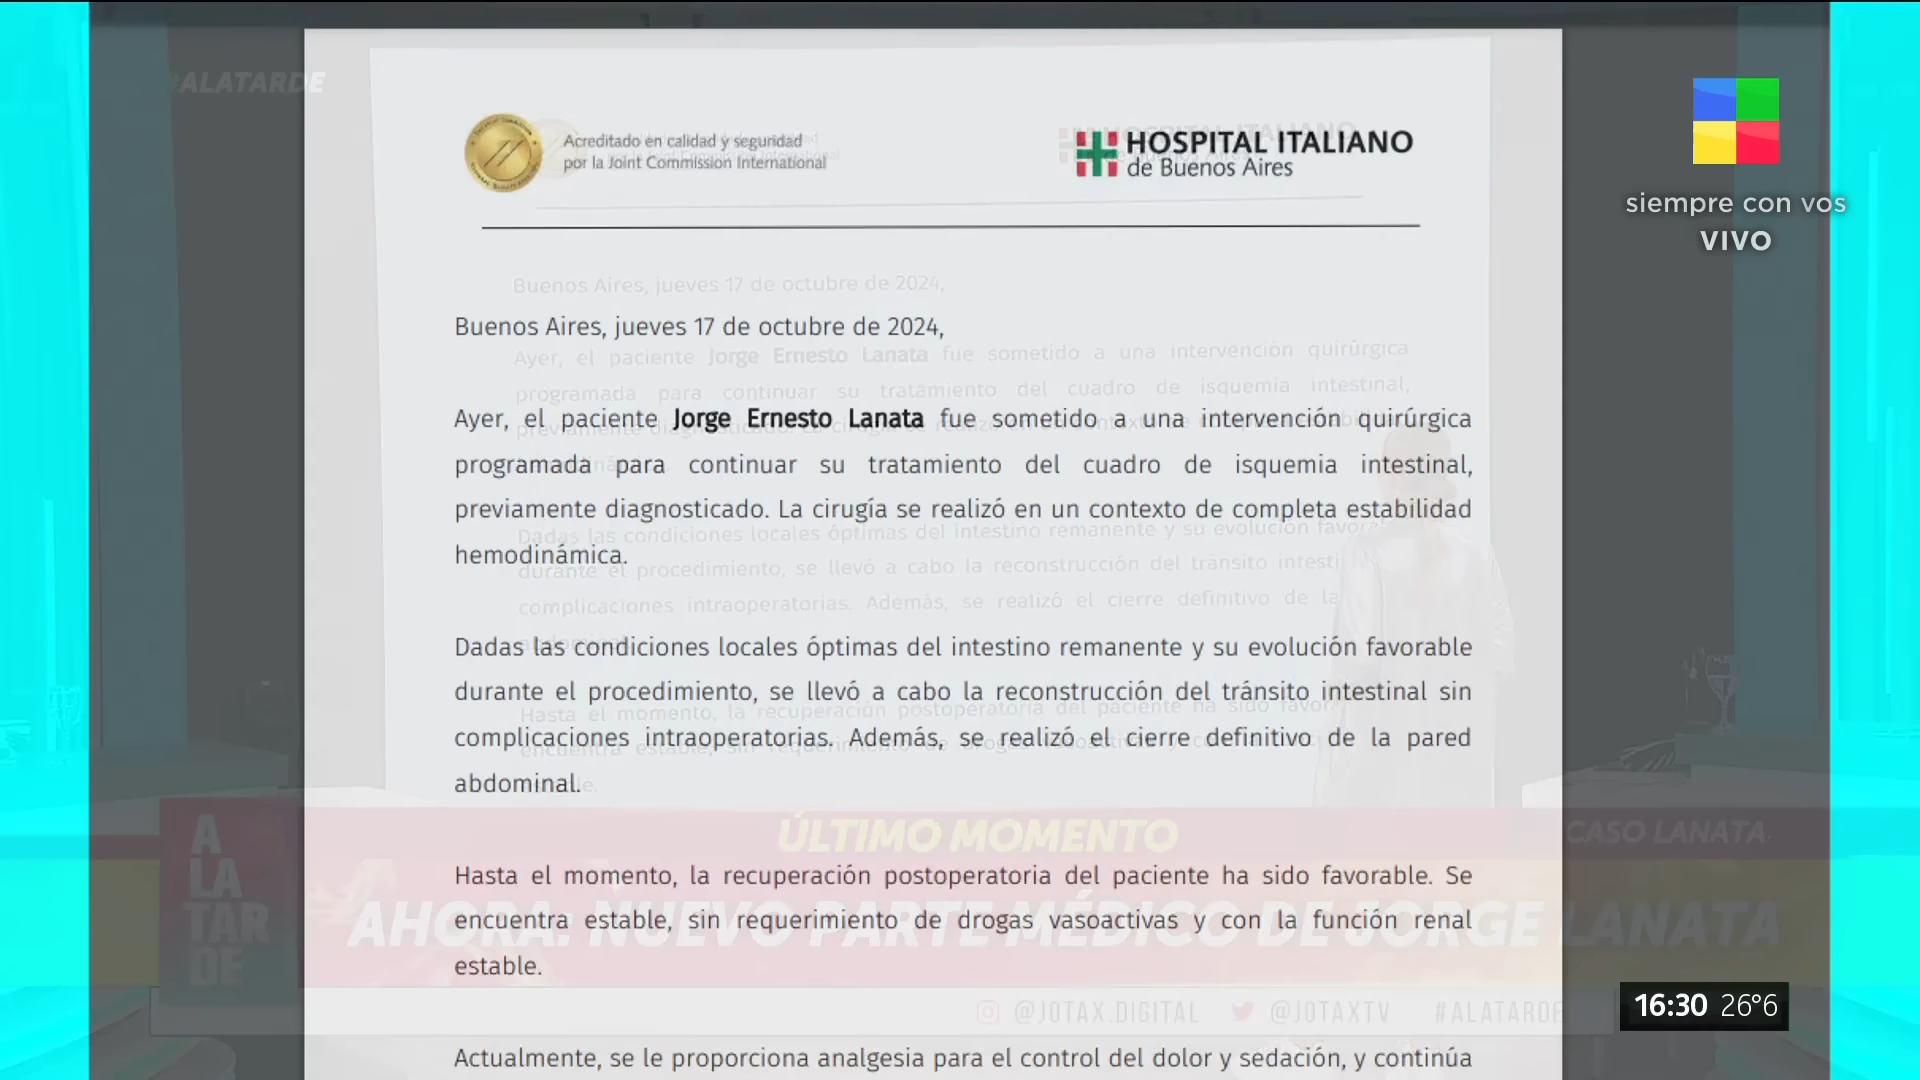 #ALATARDE
Acreditado en calidad y seguridad
por la Joint Commission International
HOSPITAL ITALIANO
de Buenos Aires
siempre con vos
VIVO
Buenos Aires, jueves 17 de octubre de 2024,
Ayer, el paciente Jorge Ernesto Lanata fue sometido a una intervención quirúrgica
programada para continuar su tratamiento del cuadro de isquemia intestinal,
previamente diagnosticado. La cirugía se realizó en un contexto de completa estabilidad
hemodinámica.
Dadas las condiciones locales óptimas del intestino remanente y su evolución favorable
durante el procedimiento, se llevó a cabo la reconstrucción del tránsito intestinal sin
complicaciones intraoperatorias. Además, se realizó el cierre definitivo de la pared
abdominal.
Hasta el momento, la recuperación postoperatoria del paciente ha sido favorable. Se
encuentra estable, sin requerimiento de drogas vasoactivas y con la función renal
estable.
Actualmente, se le proporciona analgesia para el control del dolor y sedación, y continúa
A
LA
TAR
DE
ÚLTIMO MOMENTO
CASO LANATA
AHORA: NUEVO PARTE MÉDICO DE JORGE LANATA
@JOTAX.DIGITAL @JOTAXTV #ALATARDE
16:30 26°6